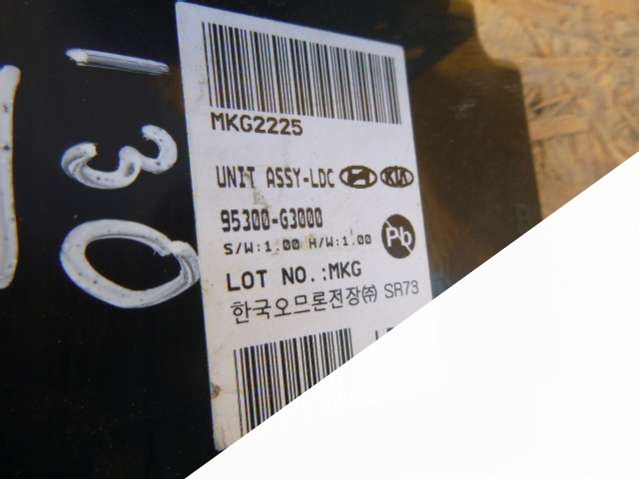 MKG2225
UNIT ASSY-LDC KIA
95300-G3000
S/W:1.00 H/W:1.00 Pb
LOT NO.:MKG
한국오므론전장㈜ SR73
130